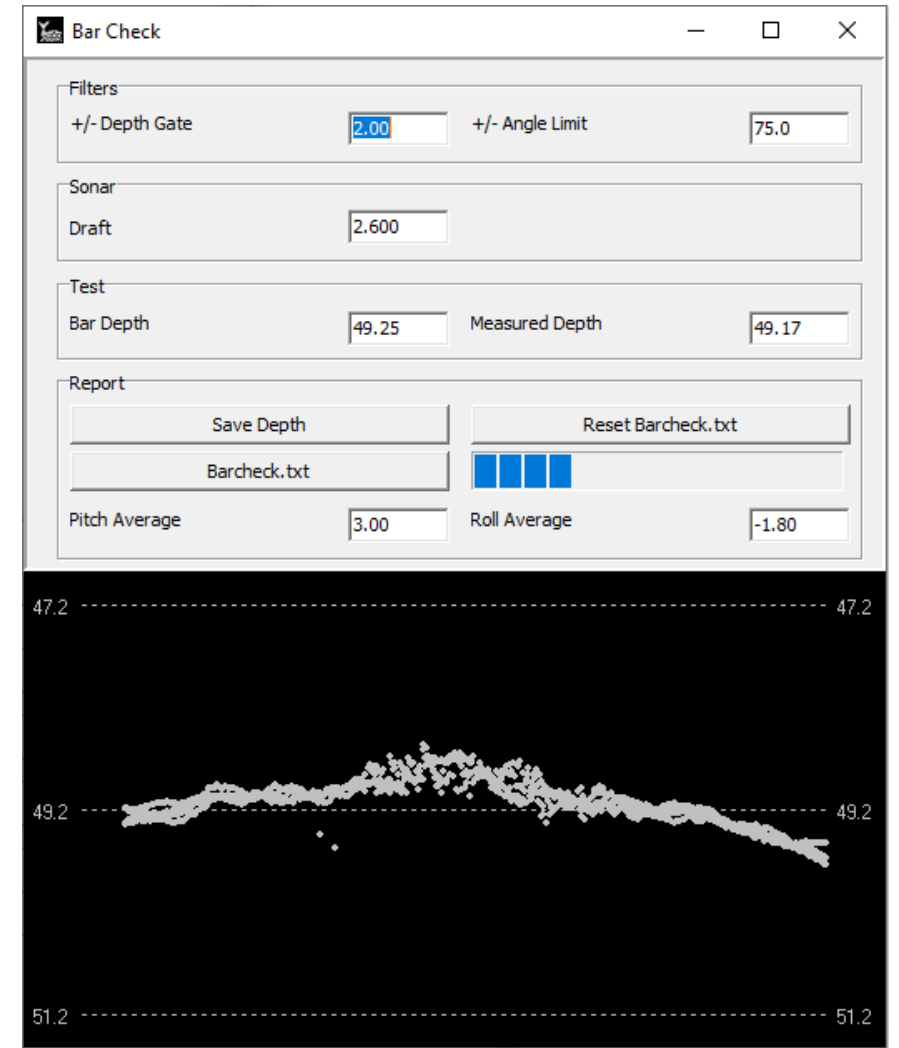 Bar Check
Filters
+/- Depth Gate 2.00 +/- Angle Limit 75.0
Sonar
Draft 2.600
Test
Bar Depth 49.25 Measured Depth 49.17
Report
Save Depth Reset Barcheck.txt
Barcheck.txt
Pitch Average 3.00 Roll Average -1.80
47.2 47.2
49.2 49.2
51.2 51.2